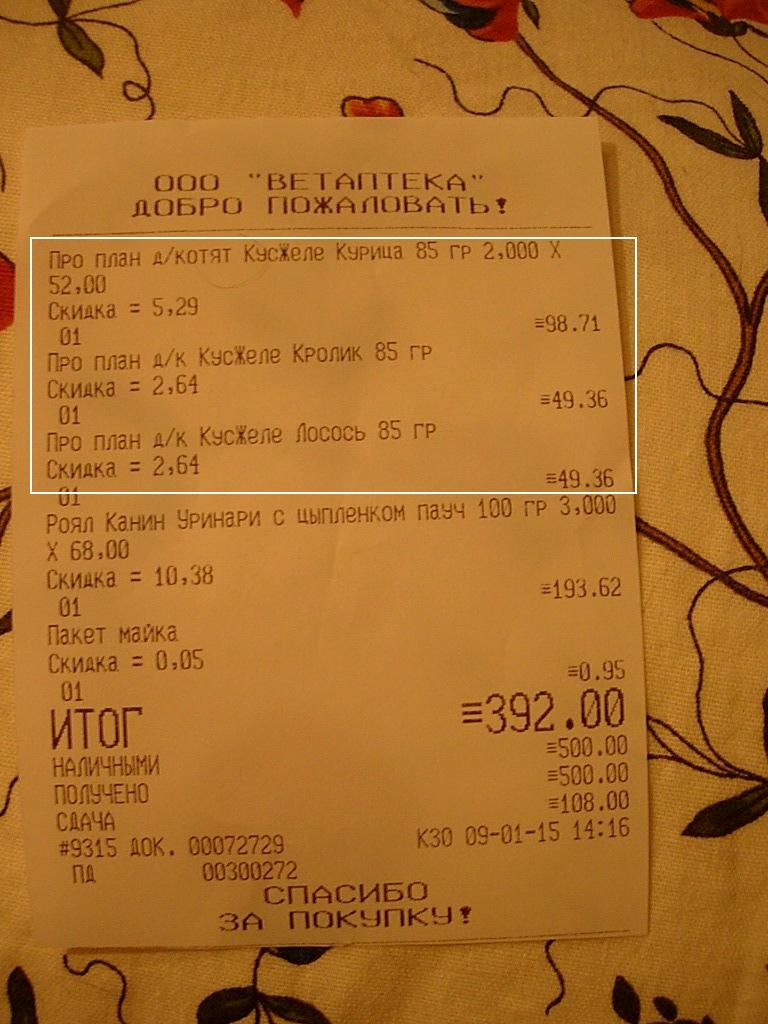 ООО "ВЕТАПТЕКА"
ДОБРО ПОЖАЛОВАТЬ!
Про план д/котят КусЖеле Курица 85 гр 2,000 X
52,00
Скидка = 5,29
01 ≡98.71
Про план д/к КусЖеле Кролик 85 гр
Скидка = 2,64
01 ≡49.36
Про план д/к КусЖеле Лосось 85 гр
Скидка = 2,64
01 ≡49.36
Роял Канин Уринари с цыпленком пауч 100 гр 3,000
X 68,00
Скидка = 10,38
01 ≡193.62
Пакет майка
Скидка = 0,05
01 ≡0.95
ИТОГ ≡392.00
НАЛИЧНЫМИ ≡500.00
ПОЛУЧЕНО ≡500.00
СДАЧА ≡108.00
#9315 ДОК. 00072729 К30 09-01-15 14:16
ПД 00300272
СПАСИБО
ЗА ПОКУПКУ!